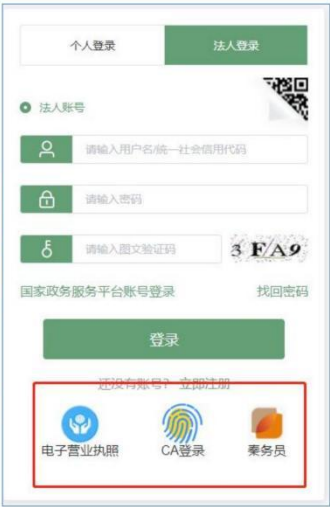 个人登录 法人登录
法人账号
请输入用户名/统一社会信用代码
请输入密码
请输入图文验证码 3 F A 9
国家政务服务平台账号登录 找回密码
登录
还没有账号? 立即注册
电子营业执照 CA登录 秦务员